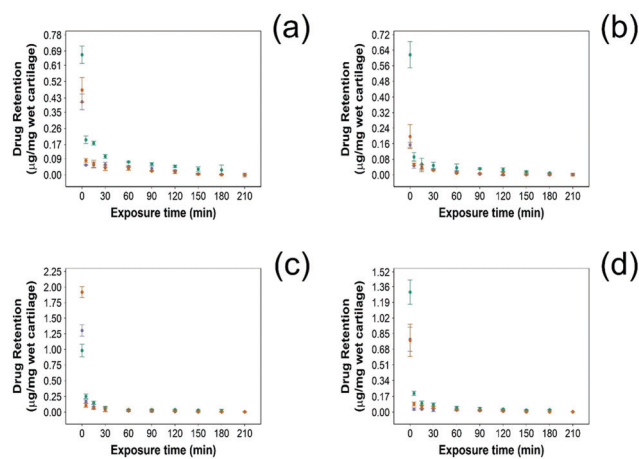 (a)
Drug Retention
(µg/mg wet cartilage)
0.78
0.69
0.61
0.52
0.43
0.35
0.26
0.17
0.09
0.00
0 30 60 90 120 150 180 210
Exposure time (min)
(b)
Drug Retention
(µg/mg wet cartilage)
0.72
0.64
0.56
0.48
0.40
0.32
0.24
0.16
0.08
0.00
0 30 60 90 120 150 180 210
Exposure time (min)
(c)
Drug Retention
(µg/mg wet cartilage)
2.25
2.00
1.75
1.50
1.25
1.00
0.75
0.50
0.25
0.00
0 30 60 90 120 150 180 210
Exposure time (min)
(d)
Drug Retention
(µg/mg wet cartilage)
1.52
1.35
1.19
1.02
0.85
0.68
0.51
0.34
0.17
0.00
0 30 60 90 120 150 180 210
Exposure time (min)